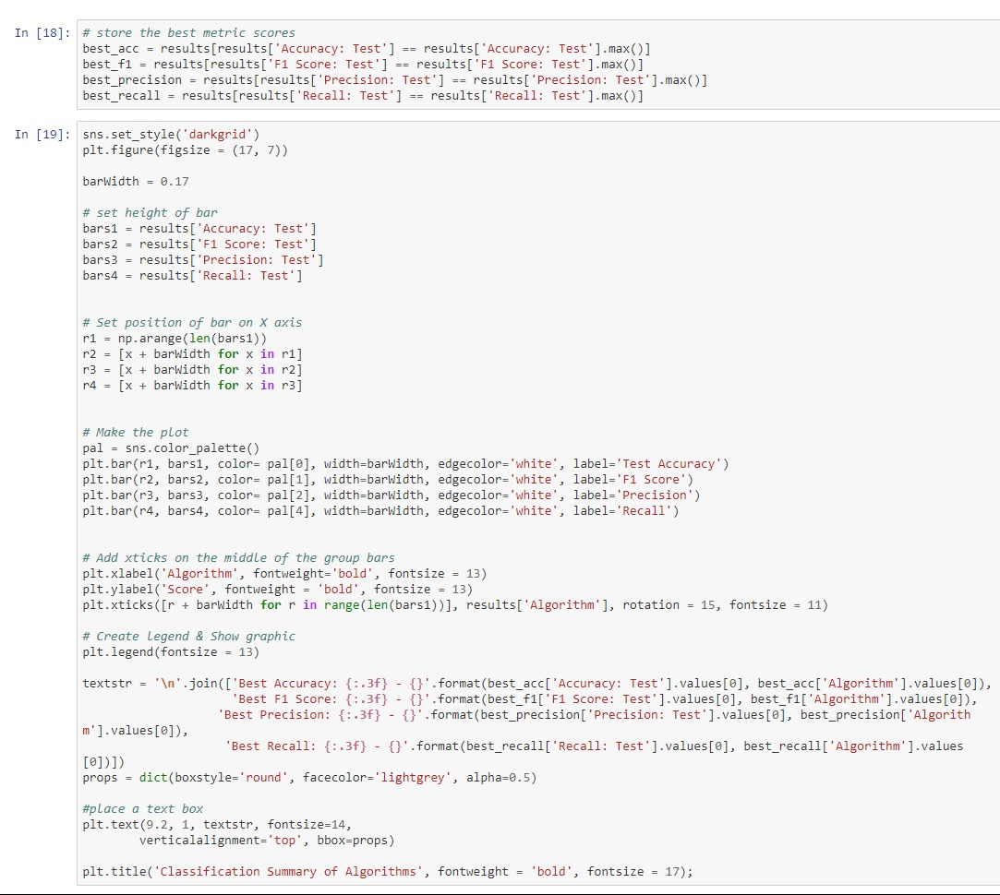 In [18]: # store the best metric scores
best_acc = results[results['Accuracy: Test'] == results['Accuracy: Test'].max()]
best_f1 = results[results['F1 Score: Test'] == results['F1 Score: Test'].max()]
best_precision = results[results['Precision: Test'] == results['Precision: Test'].max()]
best_recall = results[results['Recall: Test'] == results['Recall: Test'].max()]
In [19]: sns.set_style('darkgrid')
plt.figure(figsize = (17, 7))
barWidth = 0.17
# set height of bar
bars1 = results['Accuracy: Test']
bars2 = results['F1 Score: Test']
bars3 = results['Precision: Test']
bars4 = results['Recall: Test']
# Set position of bar on X axis
r1 = np.arange(len(bars1))
r2 = [x + barWidth for x in r1]
r3 = [x + barWidth for x in r2]
r4 = [x + barWidth for x in r3]
# Make the plot
pal = sns.color_palette()
plt.bar(r1, bars1, color= pal[0], width=barWidth, edgecolor='white', label='Test Accuracy')
plt.bar(r2, bars2, color= pal[1], width=barWidth, edgecolor='white', label='F1 Score')
plt.bar(r3, bars3, color= pal[2], width=barWidth, edgecolor='white', label='Precision')
plt.bar(r4, bars4, color= pal[4], width=barWidth, edgecolor='white', label='Recall')
# Add xticks on the middle of the group bars
plt.xlabel('Algorithm', fontweight='bold', fontsize = 13)
plt.ylabel('Score', fontweight = 'bold', fontsize = 13)
plt.xticks([r + barWidth for r in range(len(bars1))], results['Algorithm'], rotation = 15, fontsize = 11)
# Create legend & Show graphic
plt.legend(fontsize = 13)
textstr = '\n'.join(['Best Accuracy: {:.3f} - {}'.format(best_acc['Accuracy: Test'].values[0], best_acc['Algorithm'].values[0]),
'Best F1 Score: {:.3f} - {}'.format(best_f1['F1 Score: Test'].values[0], best_f1['Algorithm'].values[0]),
'Best Precision: {:.3f} - {}'.format(best_precision['Precision: Test'].values[0], best_precision['Algorith
m'].values[0]),
'Best Recall: {:.3f} - {}'.format(best_recall['Recall: Test'].values[0], best_recall['Algorithm'].values
[0])])
props = dict(boxstyle='round', facecolor='lightgrey', alpha=0.5)
#place a text box
plt.text(9.2, 1, textstr, fontsize=14,
verticalalignment='top', bbox=props)
plt.title('Classification Summary of Algorithms', fontweight = 'bold', fontsize = 17);